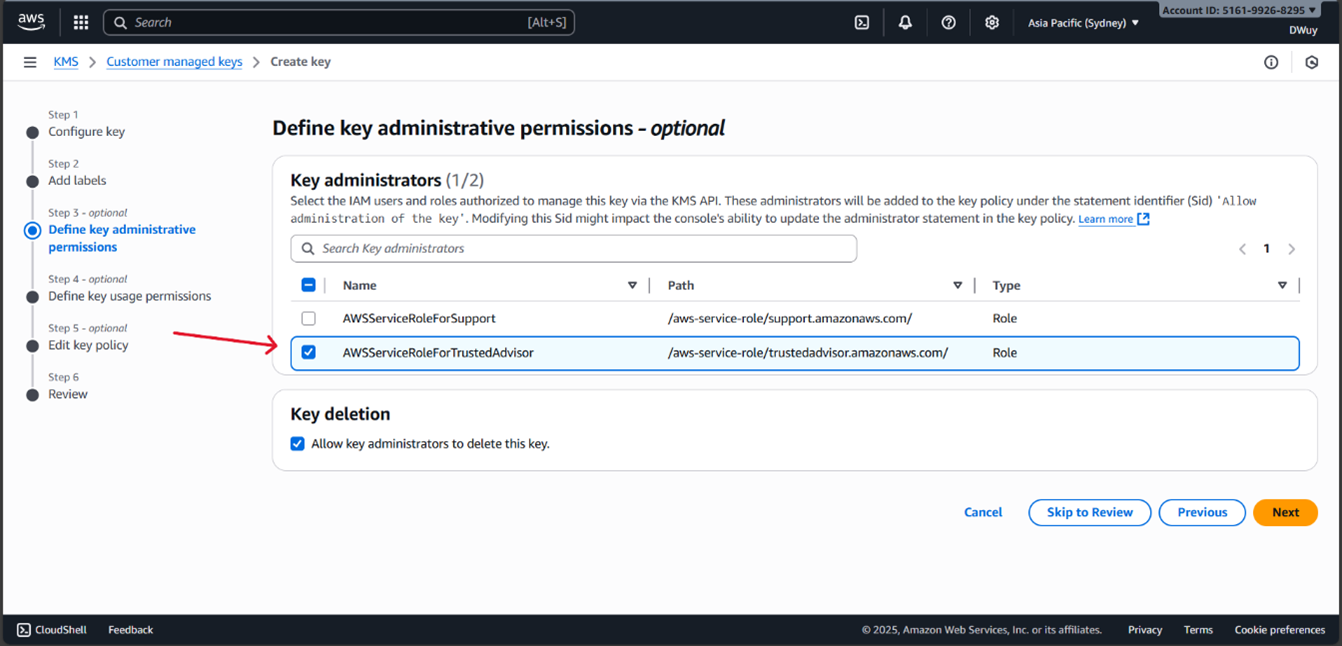 aws
Search
[Alt+S]
Asia Pacific (Sydney)
Account ID: 5161-9926-8295
DWuy
KMS
Customer managed keys
Create key
Step 1
Configure key
Step 2
Add labels
Step 3 - optional
Define key administrative
permissions
Step 4 - optional
Define key usage permissions
Step 5 - optional
Edit key policy
Step 6
Review
Define key administrative permissions - optional
Key administrators (1/2)
Select the IAM users and roles authorized to manage this key via the KMS API. These administrators will be added to the key policy under the statement identifier (Sid) 'Allow
administration of the key'. Modifying this Sid might impact the console's ability to update the administrator statement in the key policy. Learn more
Search Key administrators
1
Name Path Type
AWSServiceRoleForSupport /aws-service-role/support.amazonaws.com/ Role
AWSServiceRoleForTrustedAdvisor /aws-service-role/trustedadvisor.amazonaws.com/ Role
Key deletion
Allow key administrators to delete this key.
Cancel Skip to Review Previous Next
CloudShell Feedback © 2025, Amazon Web Services, Inc. or its affiliates. Privacy Terms Cookie preferences